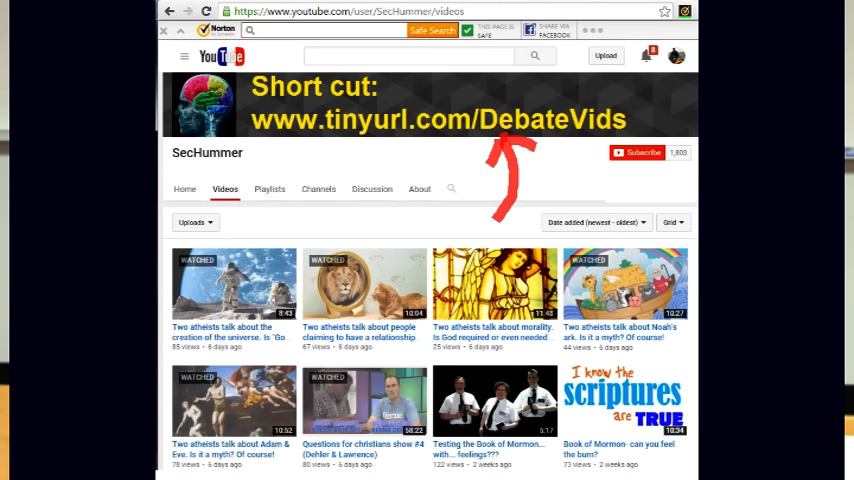 https://www.youtube.com/user/SecHummer/videos
Norton
Safe Search
THIS PAGE IS
SAFE
SHARE VIA
FACEBOOK
YouTube
Upload
8
Short cut:
www.tinyurl.com/DebateVids
SecHummer
Subscribe 1,803
Home Videos Playlists Channels Discussion About
Uploads
Date added (newest - oldest) Grid
WATCHED WATCHED WATCHED
8:43 10:04 11:48 10:27
Two atheists talk about the
creation of the universe. Is "Go...
85 views • 6 days ago
Two atheists talk about people
claiming to have a relationship
67 views • 6 days ago
Two atheists talk about morality.
Is God required or even needed...
25 views • 6 days ago
Two atheists talk about Noah's
ark. Is it a myth? Of course!
44 views • 6 days ago
WATCHED WATCHED
I know the
scriptures
are TRUE
10:52 58:22 5:17 10:34
Two atheists talk about Adam &
Eve. Is it a myth? Of course!
78 views • 6 days ago
Questions for christians show #4
(Dehler & Lawrence)
80 views • 6 days ago
Testing the Book of Mormon...
with... feelings???
122 views • 2 weeks ago
Book of Mormon- can you feel
the burn?
73 views • 2 weeks ago